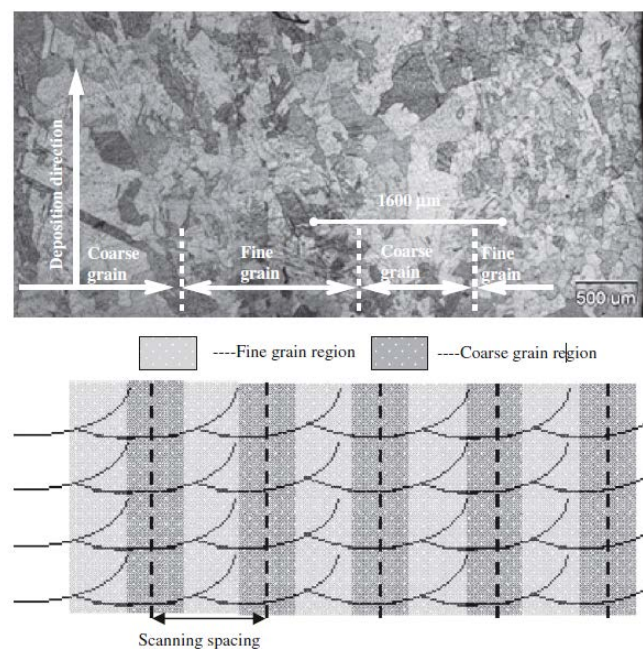 Deposition direction
1600 μm
Coarse
grain
Fine
grain
Coarse
grain
Fine
grain
500 μm
----Fine grain region
----Coarse grain region
Scanning spacing